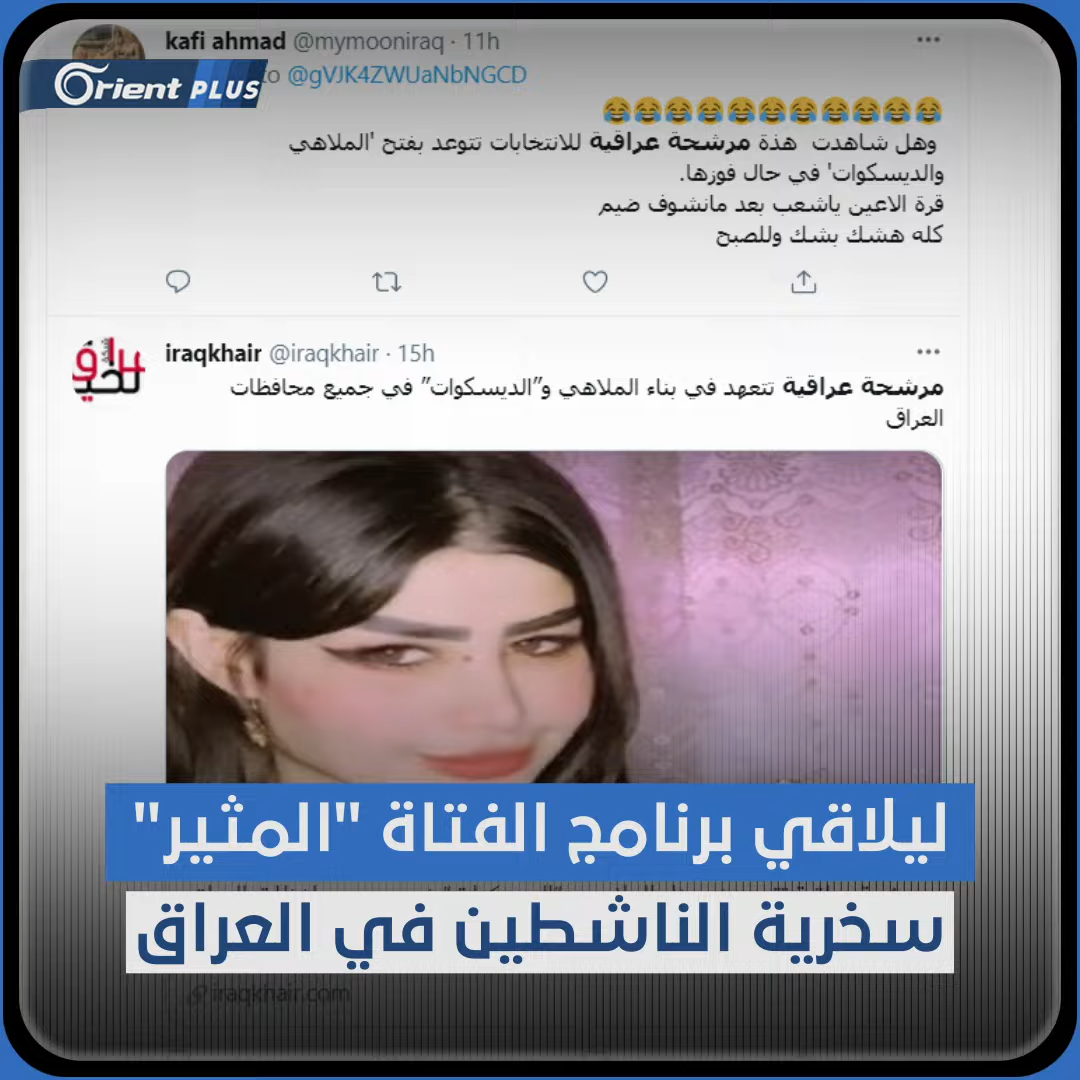 kafi ahmad @mymooniraq · 11h
Orient PLUS
to @gVJK4ZWUaNbNGCD
😂😂😂😂😂😂😂😂😂😂😂
وهل شاهدت هذة مرشحة عراقية للانتخابات تتوعد بفتح 'الملاهي
والديسكوات' في حال فوزها.
قرة الاعين ياشعب بعد مانشوف ضيم
كله هشك بشك وللصبح
iraqkhair @iraqkhair · 15h
مرشحة عراقية تتعهد في بناء الملاهي و"الديسكوات" في جميع محافظات
العراق
ليلاقي برنامج الفتاة "المثير"
سخرية الناشطين في العراق
iraqkhair.com